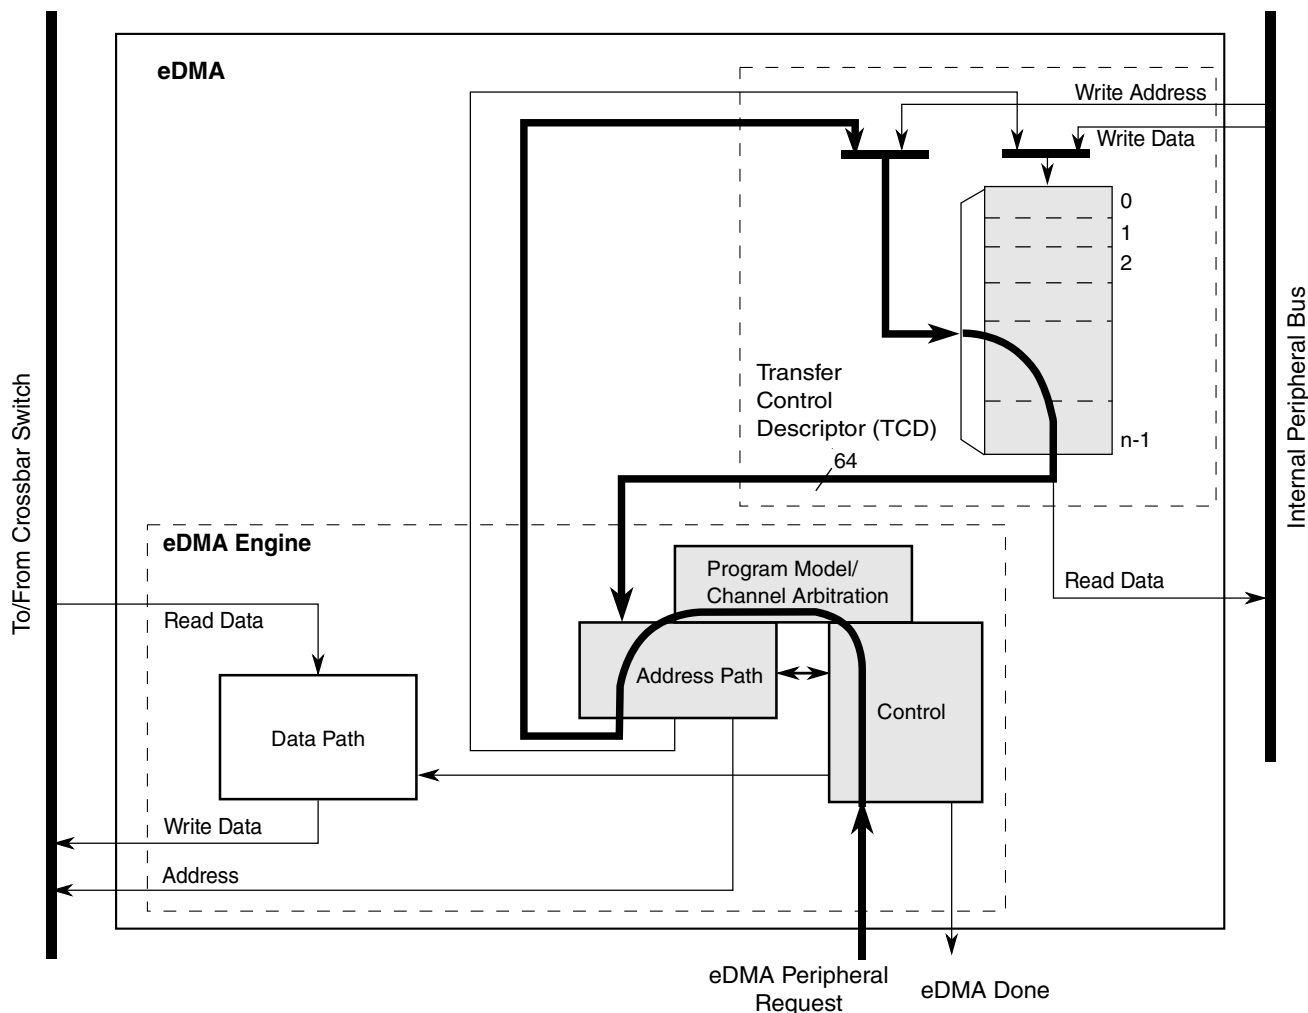 eDMA
Write Address
Write Data
0
1
2
n-1
Transfer
Control
Descriptor (TCD)
64
To/From Crossbar Switch
Internal Peripheral Bus
eDMA Engine
Program Model/
Channel Arbitration
Read Data
Read Data
Address Path
Control
Data Path
Write Data
Address
eDMA Peripheral
Request
eDMA Done